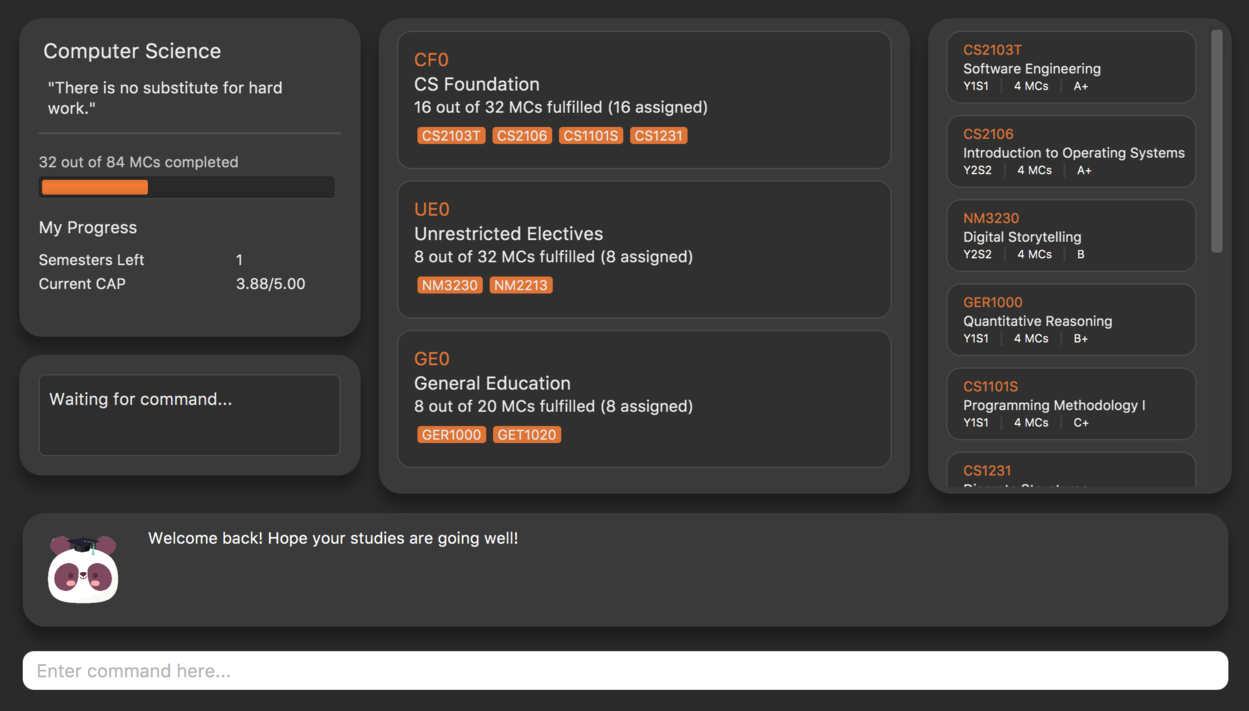 Computer Science
"There is no substitute for hard
work."
32 out of 84 MCs completed
My Progress
Semesters Left 1
Current CAP 3.88/5.00
Waiting for command...
CF0
CS Foundation
16 out of 32 MCs fulfilled (16 assigned)
CS2103T CS2106 CS1101S CS1231
UE0
Unrestricted Electives
8 out of 32 MCs fulfilled (8 assigned)
NM3230 NM2213
GE0
General Education
8 out of 20 MCs fulfilled (8 assigned)
GER1000 GET1020
CS2103T
Software Engineering
Y1S1 4 MCs A+
CS2106
Introduction to Operating Systems
Y2S2 4 MCs A+
NM3230
Digital Storytelling
Y2S2 4 MCs B
GER1000
Quantitative Reasoning
Y1S1 4 MCs B+
CS1101S
Programming Methodology I
Y1S1 4 MCs C+
CS1231
Welcome back! Hope your studies are going well!
Enter command here...